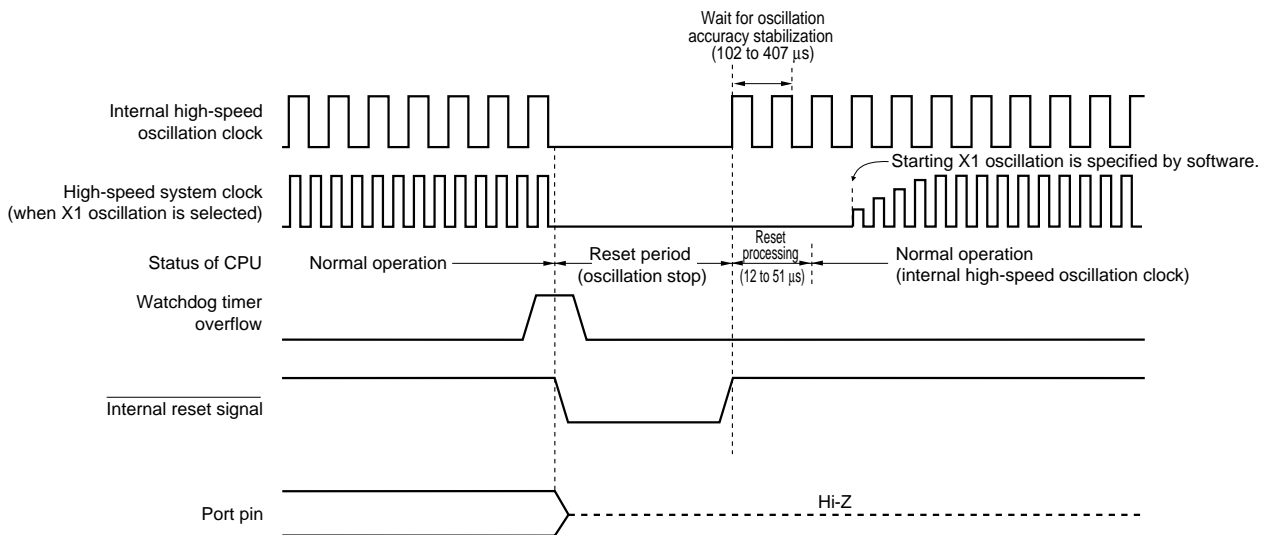 Wait for oscillation
accuracy stabilization
(102 to 407 μs)
Internal high-speed
oscillation clock
Starting X1 oscillation is specified by software.
High-speed system clock
(when X1 oscillation is selected)
Status of CPU
Normal operation
Reset period
(oscillation stop)
Reset
processing
(12 to 51 μs)
Normal operation
(internal high-speed oscillation clock)
Watchdog timer
overflow
Internal reset signal
Hi-Z
Port pin